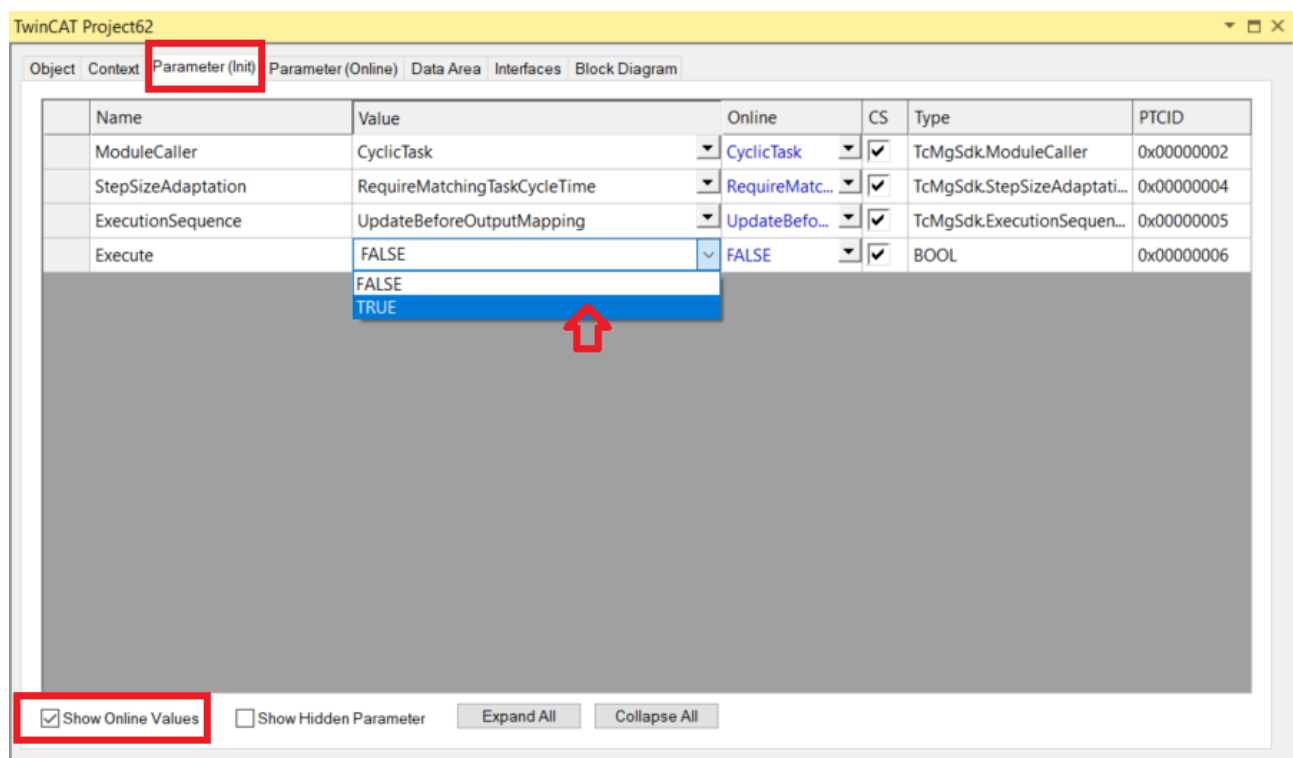 TwinCAT Project62
Object Context Parameter (Init) Parameter (Online) Data Area Interfaces Block Diagram
Name Value Online CS Type PTCID
ModuleCaller CyclicTask CyclicTask TcMgSdk.ModuleCaller 0x00000002
StepSizeAdaptation RequireMatchingTaskCycleTime RequireMatc... TcMgSdk.StepSizeAdaptati... 0x00000004
ExecutionSequence UpdateBeforeOutputMapping UpdateBefo... TcMgSdk.ExecutionSequen... 0x00000005
Execute FALSE FALSE BOOL 0x00000006
FALSE
TRUE
Show Online Values Show Hidden Parameter Expand All Collapse All